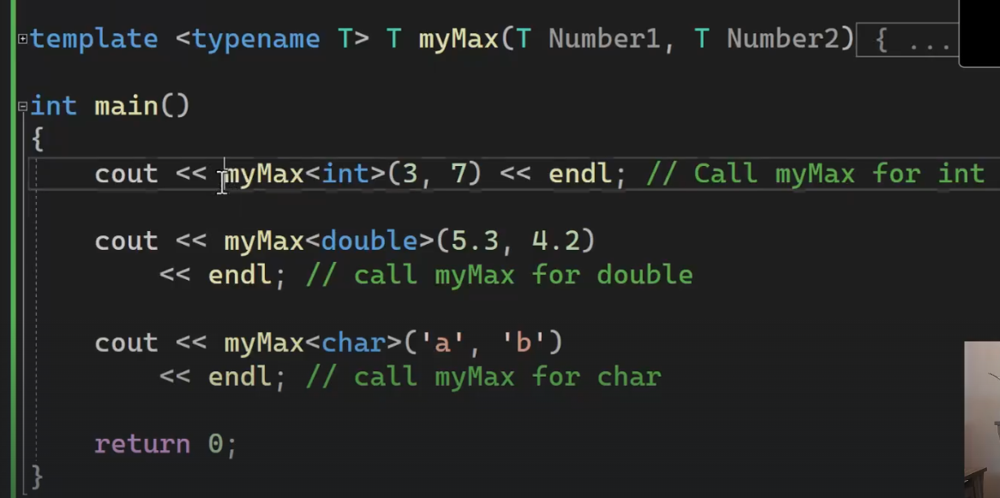 template <typename T> T myMax(T Number1, T Number2) { ...
int main()
{
cout << myMax<int>(3, 7) << endl; // Call myMax for int
cout << myMax<double>(5.3, 4.2)
<< endl; // call myMax for double
cout << myMax<char>('a', 'b')
<< endl; // call myMax for char
return 0;
}